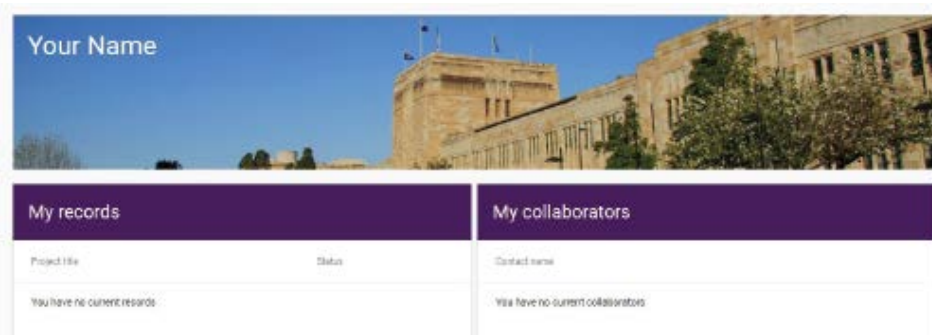 Your Name
My records
Project title Status
You have no current records
My collaborators
Contact name
You have no current collaborators